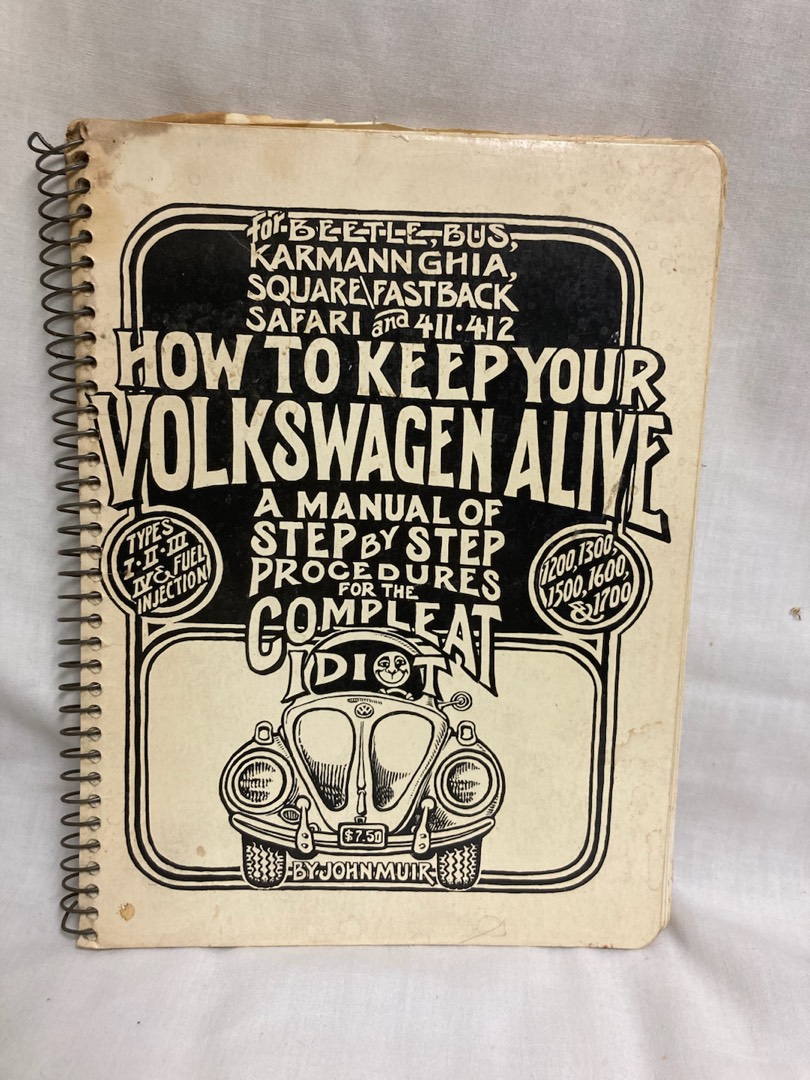 for BEETLE, BUS,
KARMANN GHIA,
SQUARE\FASTBACK
SAFARI and 411·412
HOW TO KEEP YOUR
VOLKSWAGEN ALIVE
A MANUAL OF
STEP BY STEP
PROCEDURES
FOR THE
COMPLEAT
IDIOT
TYPES
I·II·III
IV & FUEL
INJECTION
1200, 1300,
1500, 1600,
& 1700
VW
$7.50
BY·JOHN MUIR